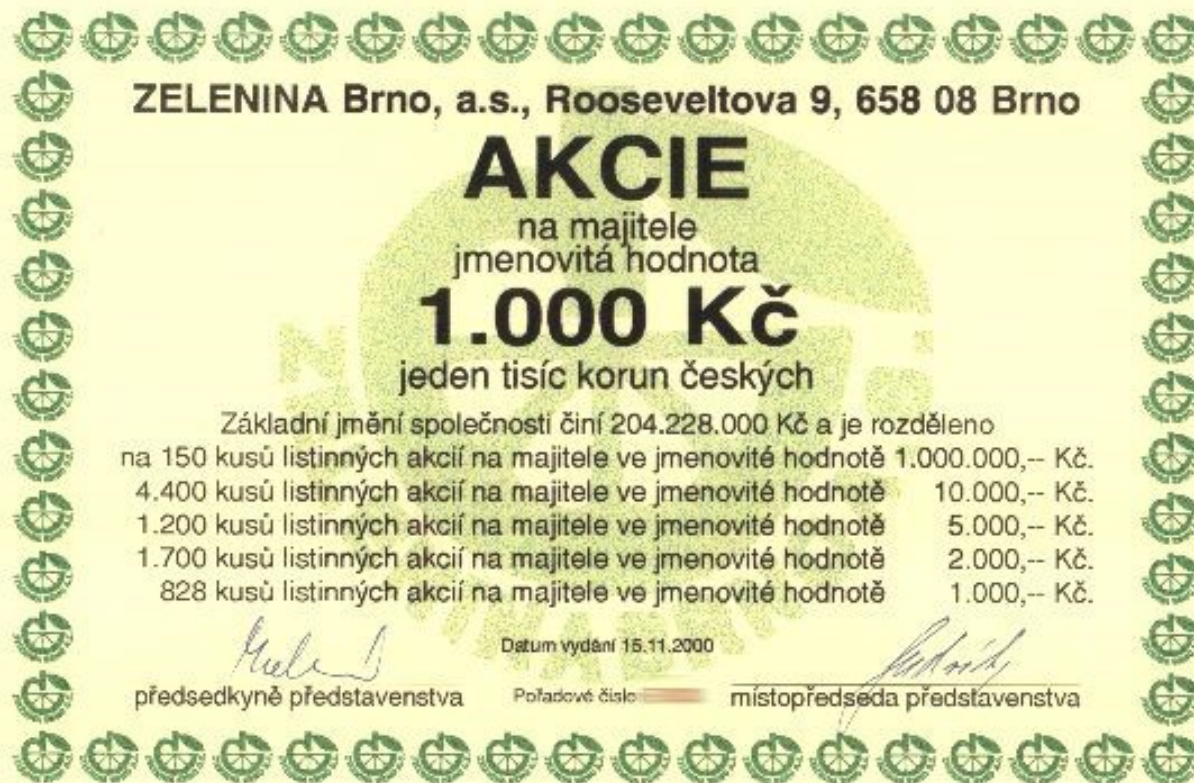 ZELENINA Brno, a.s., Rooseveltova 9, 658 08 Brno
AKCIE
na majitele
jmenovitá hodnota
1.000 Kč
jeden tisíc korun českých
Základní jmění společnosti činí 204.228.000 Kč a je rozděleno
na 150 kusů listinných akcií na majitele ve jmenovité hodnotě 1.000.000,-- Kč.
4.400 kusů listinných akcií na majitele ve jmenovité hodnotě 10.000,-- Kč.
1.200 kusů listinných akcií na majitele ve jmenovité hodnotě 5.000,-- Kč.
1.700 kusů listinných akcií na majitele ve jmenovité hodnotě 2.000,-- Kč.
828 kusů listinných akcií na majitele ve jmenovité hodnotě 1.000,-- Kč.
Datum vydání 15.11.2000
předsedkyně představenstva
Pořadové číslo
místopředseda představenstva